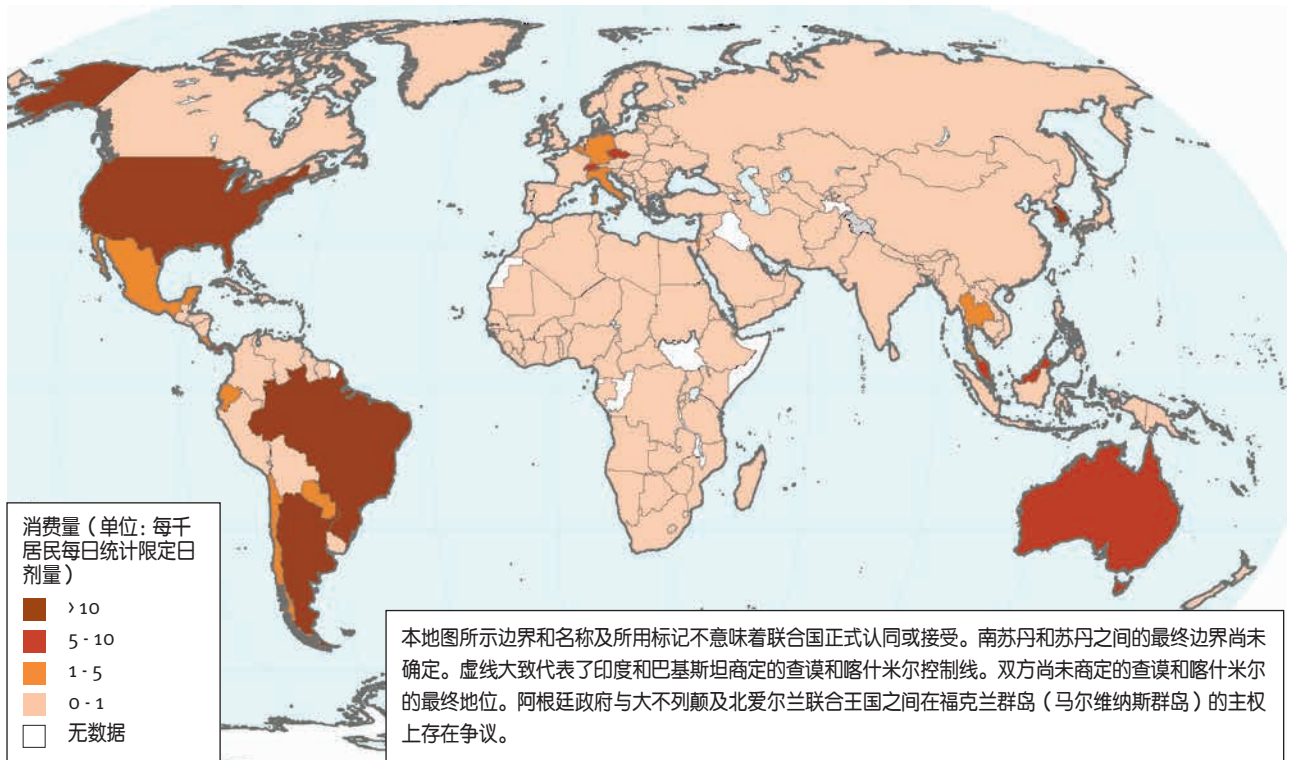 消费量（单位：每千
居民每日统计限定日
剂量）
>10
5 - 10
1 - 5
0 - 1
无数据
本地图所示边界和名称及所用标记不意味着联合国正式认同或接受。南苏丹和苏丹之间的最终边界尚未
确定。虚线大致代表了印度和巴基斯坦商定的查谟和喀什米尔控制线。双方尚未商定的查谟和喀什米尔
的最终地位。阿根廷政府与大不列颠及北爱尔兰联合王国之间在福克兰群岛（马尔维纳斯群岛）的主权
上存在争议。